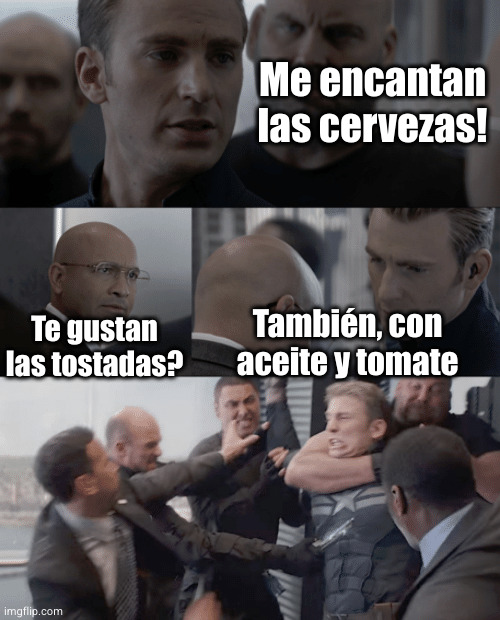 Me encantan
las cervezas!
Te gustan
las tostadas?
También, con
aceite y tomate
imgflip.com